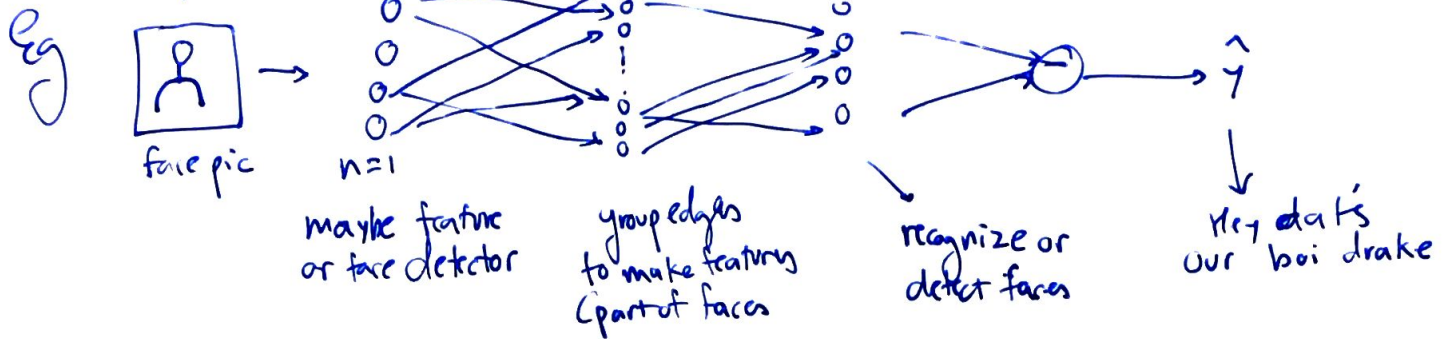 Eg
face pic
n=1
maybe feature
or face detector
group edges
to make features
(part of faces
recognize or
detect faces
ŷ
Hey dat's
our boi drake